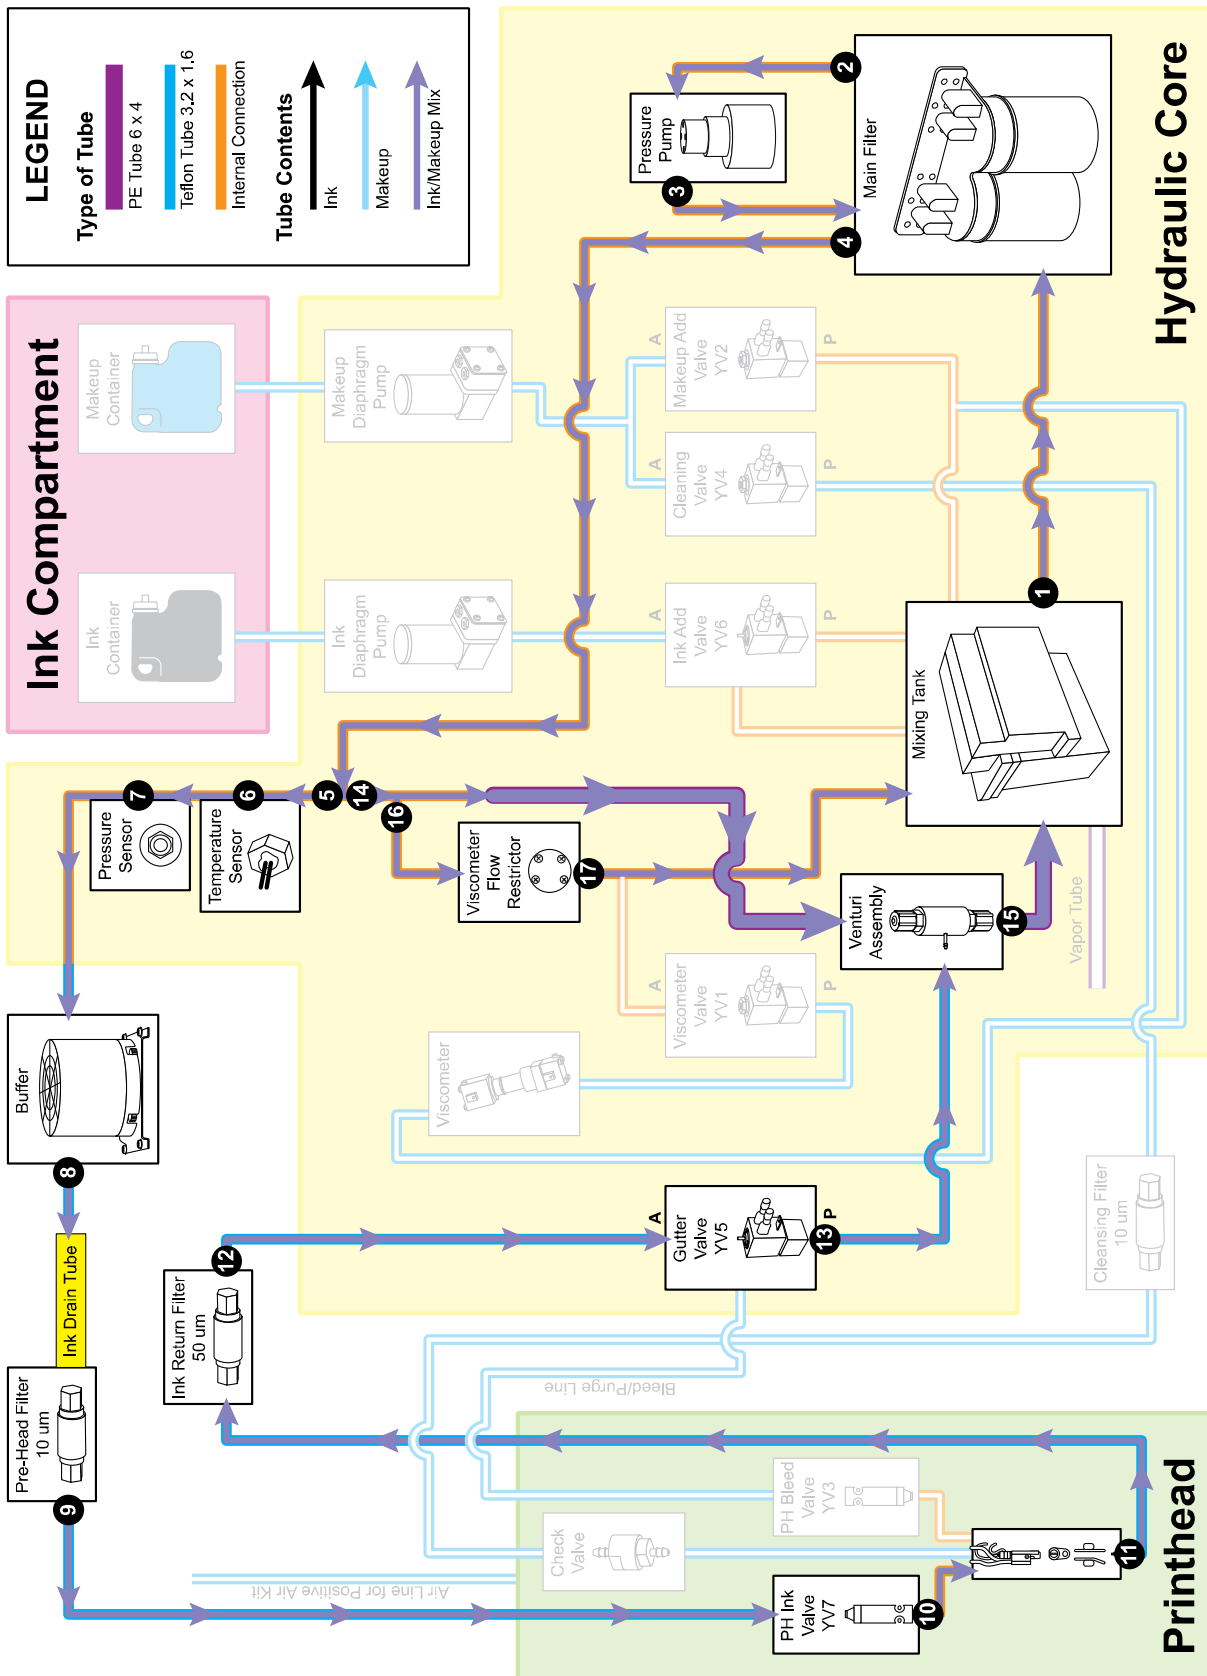 LEGEND
Type of Tube
PE Tube 6 x 4
Teflon Tube 3.2 x 1.6
Internal Connection
Tube Contents
Ink
Makeup
Ink/Makeup Mix
Ink Compartment
Ink
Container
Makeup
Container
Ink
Diaphragm
Pump
Makeup
Diaphragm
Pump
Hydraulic Core
Pressure
Pump
Main Filter
2
3
4
A
Makeup Add
Valve
YV2
P
A
Cleaning
Valve
YV4
P
A
Ink Add
Valve
YV6
P
1
Mixing Tank
Vapor Tube
5
14
6
7
16
Pressure
Sensor
Temperature
Sensor
Viscometer
Flow
Restrictor
17
Venturi
Assembly
15
A
Viscometer
Valve
YV1
P
Viscometer
Buffer
8
Ink Drain Tube
Pre-Head Filter
10 um
9
Ink Return Filter
50 um
12
A
Gutter
Valve
YV5
P
13
Cleansing Filter
10 um
Bleed/Purge Line
Air Line for Positive Air Kit
Printhead
PH Bleed
Valve
YV3
Check
Valve
PH Ink
Valve
YV7
10
11